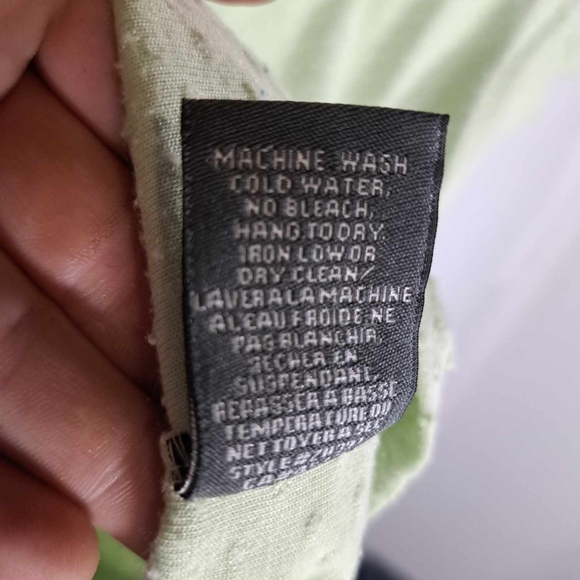 MACHINE WASH
COLD WATER,
NO BLEACH,
HANG TO DRY.
IRON LOW OR
DRY CLEAN/
LAVER A LA MACHINE
A L EAU FROIDE NE
PAS BLANCHIR,
SECHER EN
SUSPENDANT,
REPASSER A BASSE
TEMPERATURE OU
NETTOYER A SEC
STYLE#